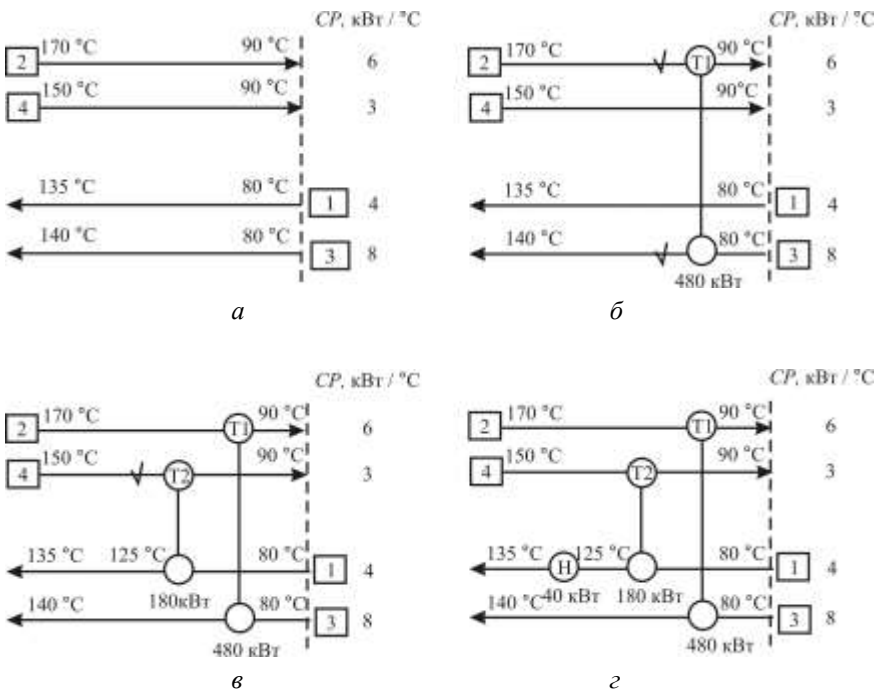 CP, кВт / °C
2 170 °C 90 °C 6
4 150 °C 90 °C 3
135 °C 80 °C 1 4
140 °C 80 °C 3 8
а
CP, кВт / °C
2 170 °C T1 90 °C 6
4 150 °C 90°C 3
135 °C 80 °C 1 4
140 °C 80 °C 3 8
480 кВт
б
CP, кВт / °C
2 170 °C T1 90 °C 6
4 150 °C T2 90 °C 3
135 °C 125 °C 80 °C 1 4
180кВт
140 °C 80 °C 3 8
480 кВт
в
CP, кВт / °C
2 170 °C T1 90 °C 6
4 150 °C T2 90 °C 3
135 °C H 125 °C 80 °C 1 4
40 кВт 180 кВт
140 °C 80 °C 3 8
480 кВт
г